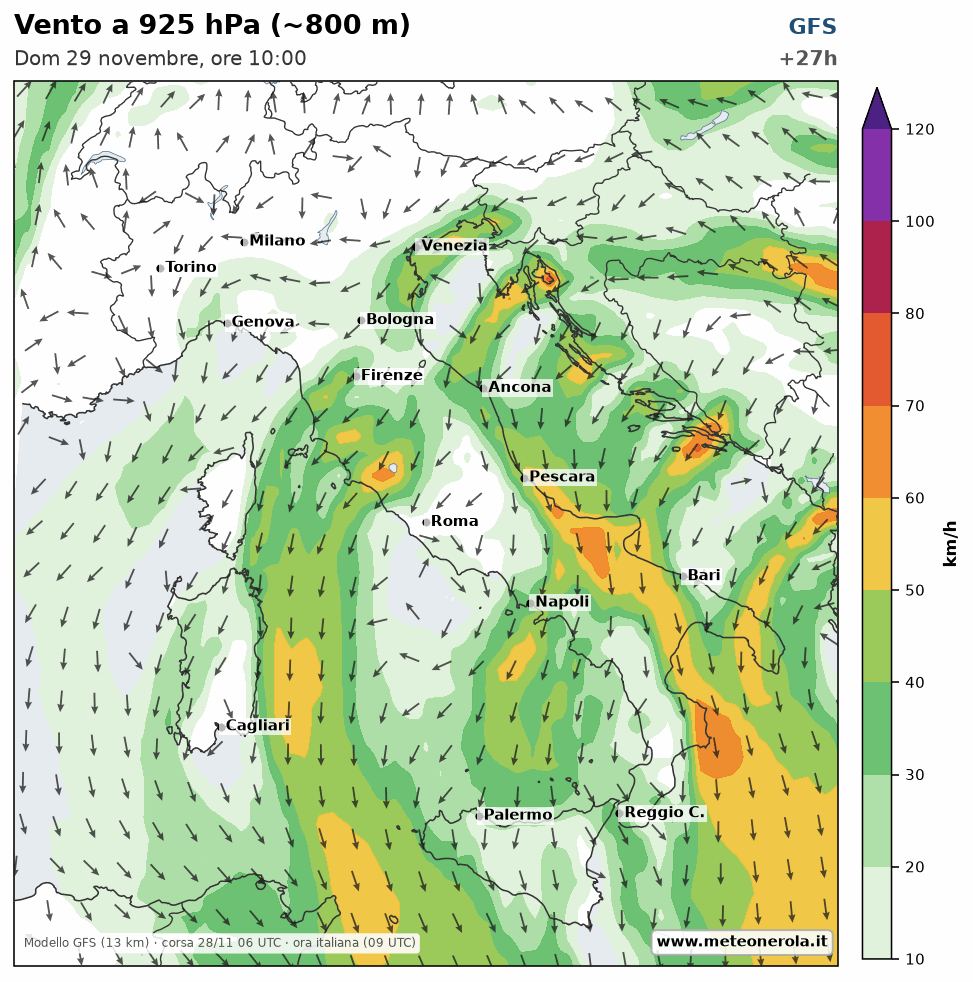 Vento a 925 hPa (~800 m)
GFS
Dom 29 novembre, ore 10:00
+27h
Milano
Venezia
Torino
Genova
Bologna
Firenze
Ancona
Pescara
Roma
Bari
Napoli
Cagliari
Palermo
Reggio C.
120
100
80
70
60
50
40
30
20
10
km/h
Modello GFS (13 km) · corsa 28/11 06 UTC · ora italiana (09 UTC)
www.meteonerola.it